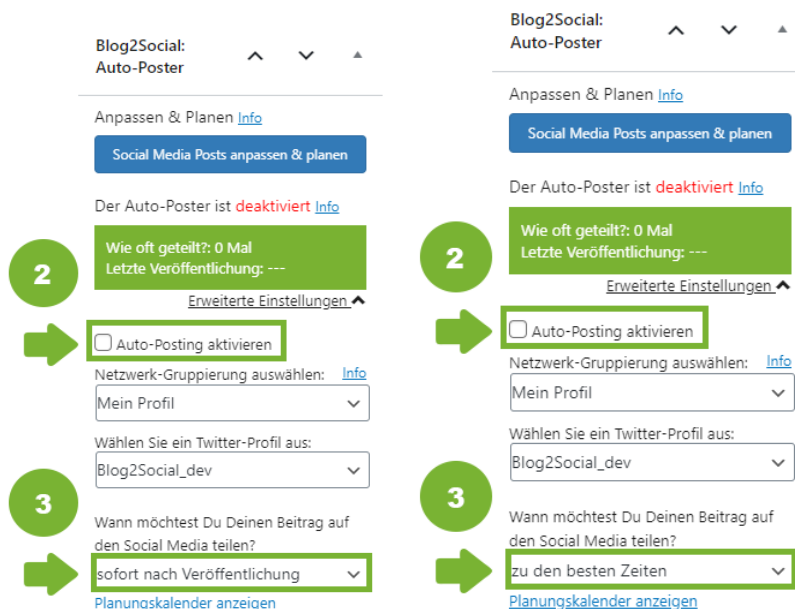 Blog2Social:
Auto-Poster
Anpassen & Planen Info
Social Media Posts anpassen & planen
Der Auto-Poster ist deaktiviert Info
Wie oft geteilt?: 0 Mal
Letzte Veröffentlichung: ---
2
Erweiterte Einstellungen
Auto-Posting aktivieren
Netzwerk-Gruppierung auswählen: Info
Mein Profil
Wählen Sie ein Twitter-Profil aus:
Blog2Social_dev
3
Wann möchtest Du Deinen Beitrag auf
den Social Media teilen?
sofort nach Veröffentlichung
Planungskalender anzeigen
Blog2Social:
Auto-Poster
Anpassen & Planen Info
Social Media Posts anpassen & planen
Der Auto-Poster ist deaktiviert Info
Wie oft geteilt?: 0 Mal
Letzte Veröffentlichung: ---
2
Erweiterte Einstellungen
Auto-Posting aktivieren
Netzwerk-Gruppierung auswählen: Info
Mein Profil
Wählen Sie ein Twitter-Profil aus:
Blog2Social_dev
3
Wann möchtest Du Deinen Beitrag auf
den Social Media teilen?
zu den besten Zeiten
Planungskalender anzeigen